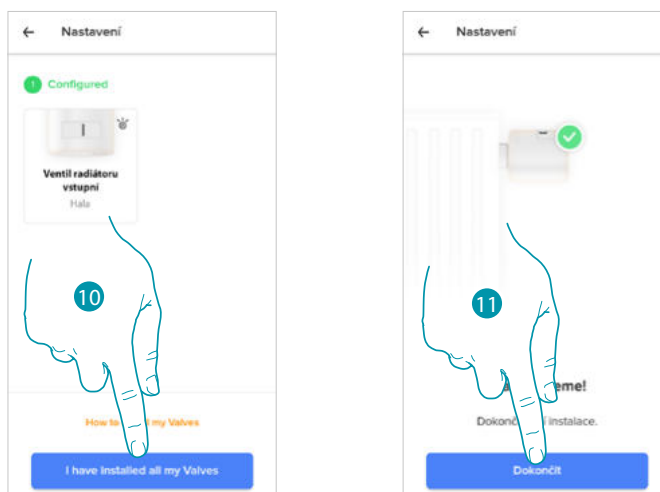 ← Nastavení
1 Configured
Ventil radiátoru
vstupní
Hala
10
How to my Valves
I have installed all my Valves
← Nastavení
11
eme!
Dokonč instalace.
Dokončit